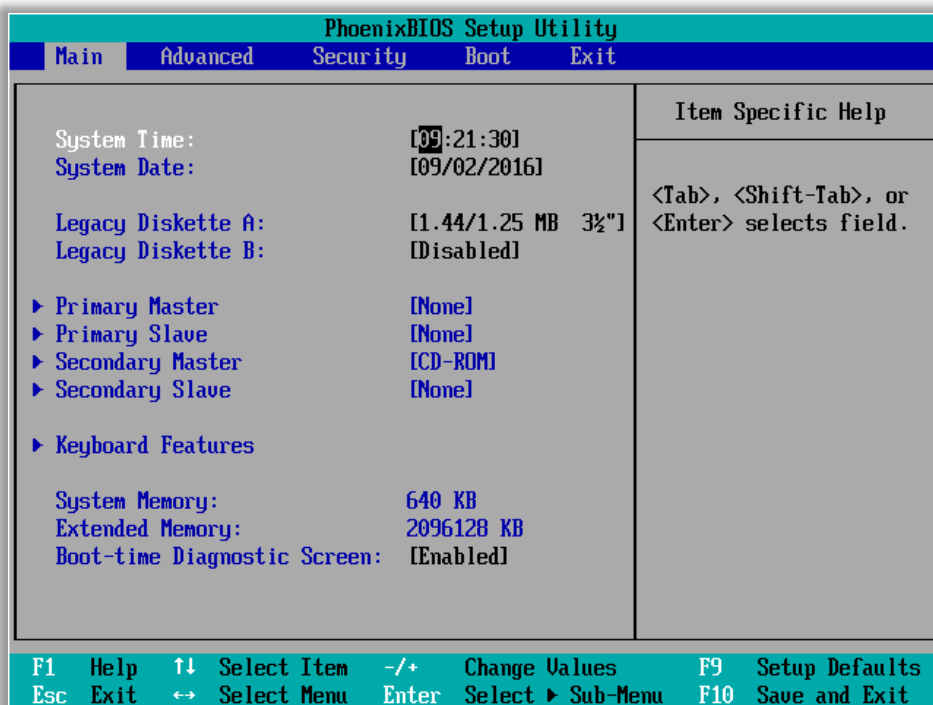 PhoenixBIOS Setup Utility
Main Advanced Security Boot Exit
Item Specific Help
System Time: [09:21:30]
System Date: [09/02/2016]
<Tab>, <Shift-Tab>, or
<Enter> selects field.
Legacy Diskette A: [1.44/1.25 MB 3½"]
Legacy Diskette B: [Disabled]
Primary Master [None]
Primary Slave [None]
Secondary Master [CD-ROM]
Secondary Slave [None]
Keyboard Features
System Memory: 640 KB
Extended Memory: 2096128 KB
Boot-time Diagnostic Screen: [Enabled]
F1 Help ↑↓ Select Item -/+ Change Values F9 Setup Defaults
Esc Exit ↔ Select Menu Enter Select ▶ Sub-Menu F10 Save and Exit